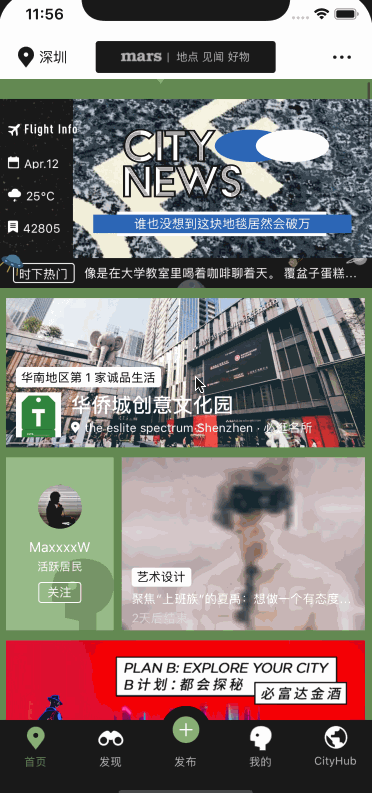 11:56
深圳
mars | 地点 见闻 好物
Flight Info
Apr.12
25°C
42805
CITY
NEWS
谁也没想到这块地毯居然会破万
时下热门
像是在大学教室里喝着咖啡聊着天。 覆盆子蛋糕...
华南地区第 1 家诚品生活
T
华侨城创意文化园
the eslite spectrum Shenzhen · 必逛名所
MaxxxxW
活跃居民
关注
艺术设计
聚焦“上班族”的夏禹：想做一个有态度...
2天后结束
PLAN B: EXPLORE YOUR CITY
B计划：都会探秘
必富达金酒
首页
发现
发布
我的
CityHub